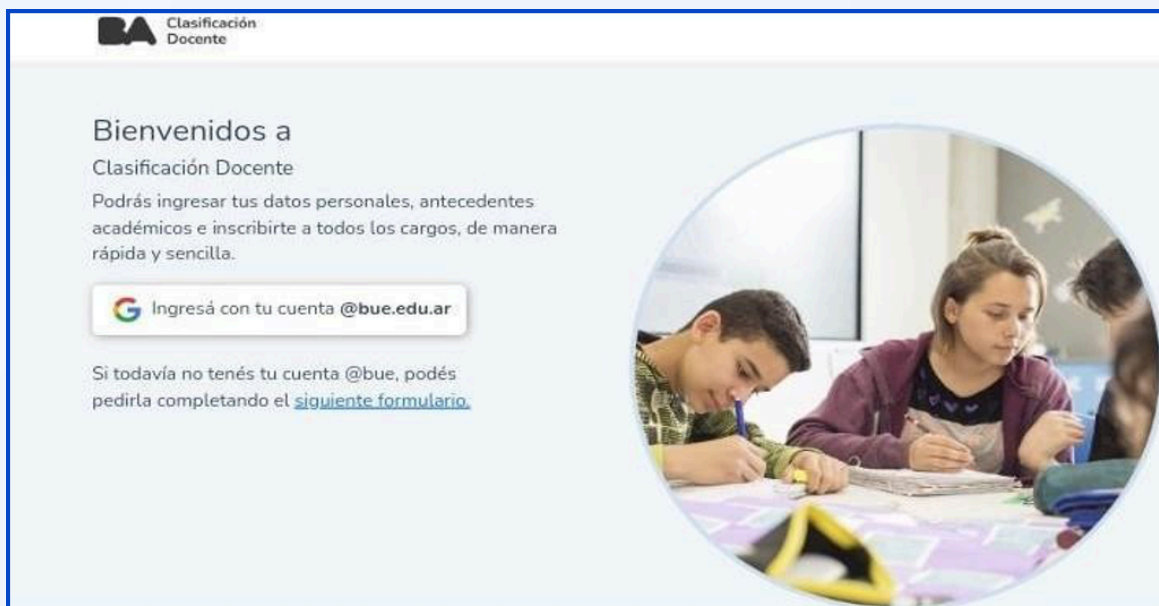 BA Clasificación
Docente
Bienvenidos a
Clasificación Docente
Podrás ingresar tus datos personales, antecedentes
académicos e inscribirte a todos los cargos, de manera
rápida y sencilla.
Ingresá con tu cuenta @bue.edu.ar
Si todavía no tenés tu cuenta @bue, podés
pedirla completando el siguiente formulario.